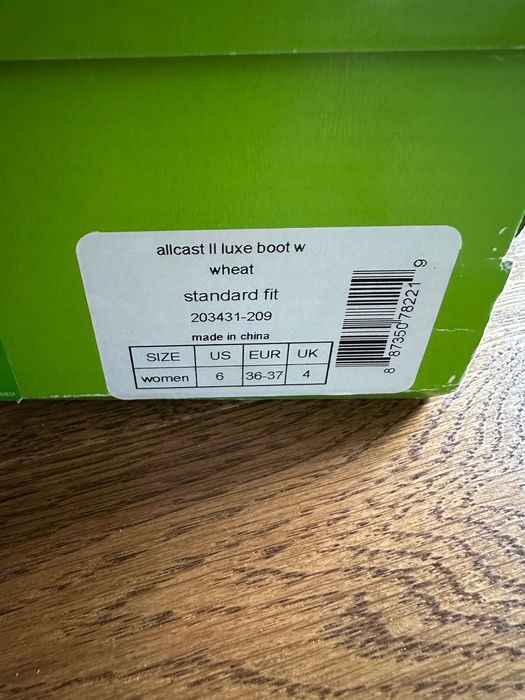 allcast II luxe boot w
wheat
standard fit
203431-209
made in china
SIZE US EUR UK
women 6 36-37 4
8 87350 78221 9